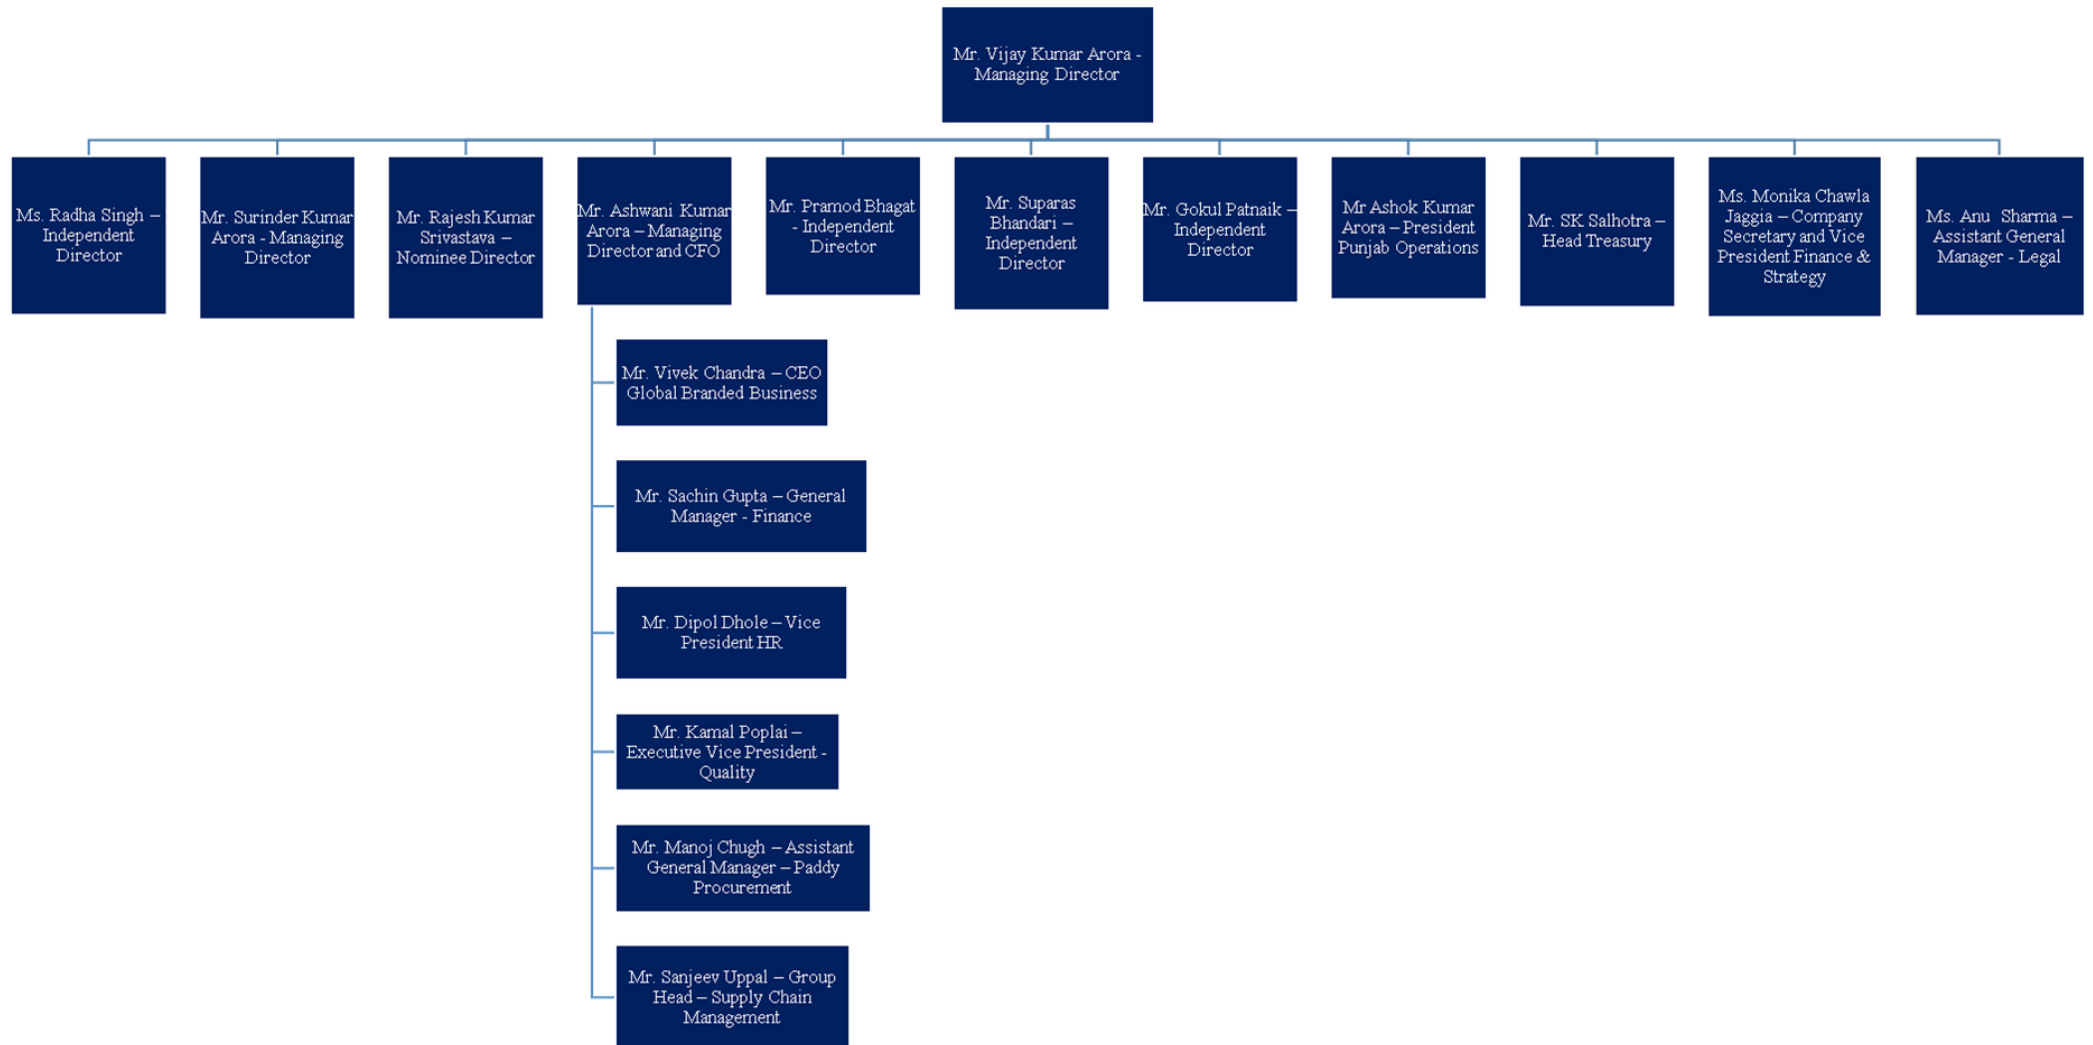 Mr. Vijay Kumar Arora -
Managing Director
Ms. Radha Singh –
Independent
Director
Mr. Surinder Kumar
Arora - Managing
Director
Mr. Rajesh Kumar
Srivastava –
Nominee Director
Mr. Ashwani Kumar
Arora – Managing
Director and CFO
Mr. Pramod Bhagat
- Independent
Director
Mr. Suparas
Bhandari –
Independent
Director
Mr. Gokul Patnaik –
Independent
Director
Mr Ashok Kumar
Arora – President
Punjab Operations
Mr. SK Salhotra –
Head Treasury
Ms. Monika Chawla
Jaggia – Company
Secretary and Vice
President Finance &
Strategy
Ms. Anu Sharma –
Assistant General
Manager - Legal
Mr. Vivek Chandra – CEO
Global Branded Business
Mr. Sachin Gupta – General
Manager - Finance
Mr. Dipol Dhole – Vice
President HR
Mr. Kamal Poplai –
Executive Vice President -
Quality
Mr. Manoj Chugh – Assistant
General Manager – Paddy
Procurement
Mr. Sanjeev Uppal – Group
Head – Supply Chain
Management